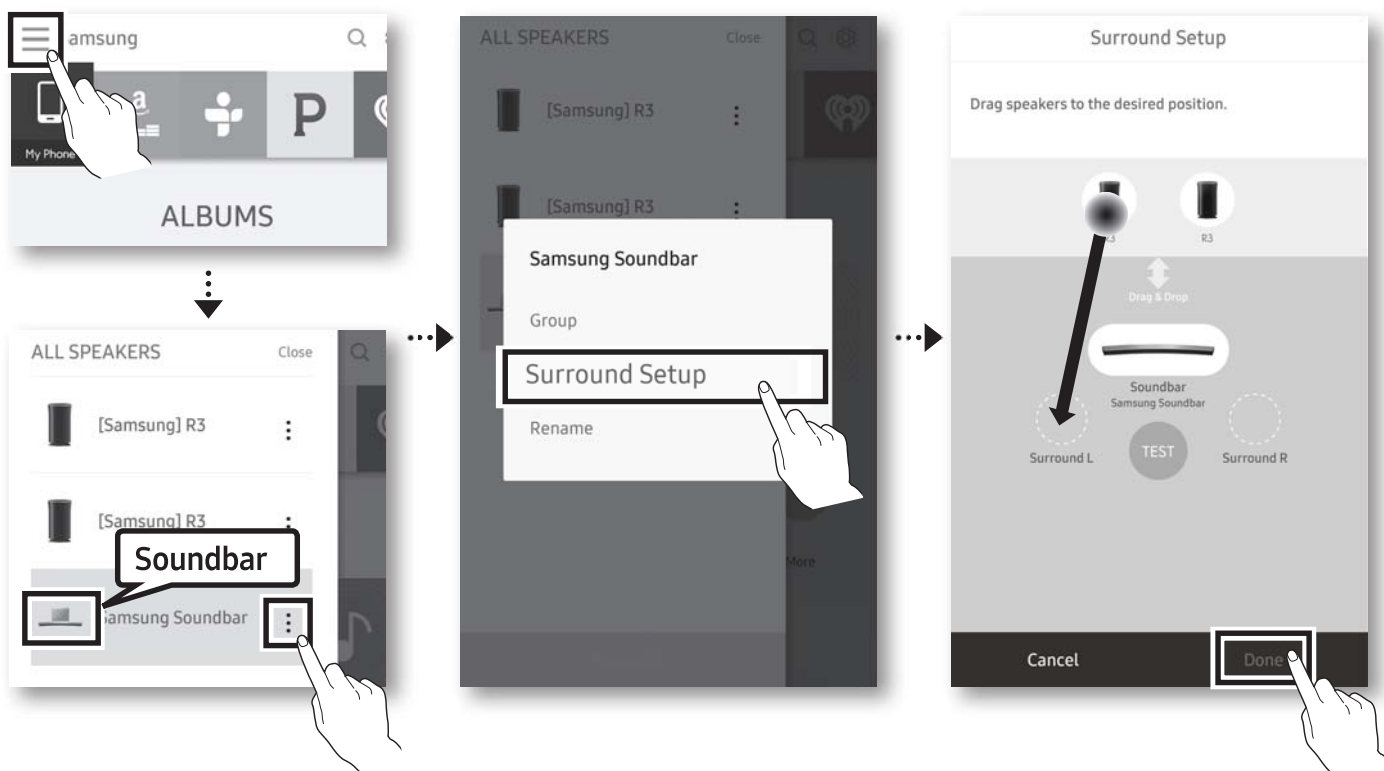 amsung
a
P
My Phone
ALBUMS
ALL SPEAKERS Close
[Samsung] R3
[Samsung] R3
Soundbar
amsung Soundbar
ALL SPEAKERS Close
[Samsung] R3
[Samsung] R3
Samsung Soundbar
Group
Surround Setup
Rename
More
Surround Setup
Drag speakers to the desired position.
R3 R3
Drag & Drop
Soundbar
Samsung Soundbar
Surround L TEST Surround R
Cancel Done